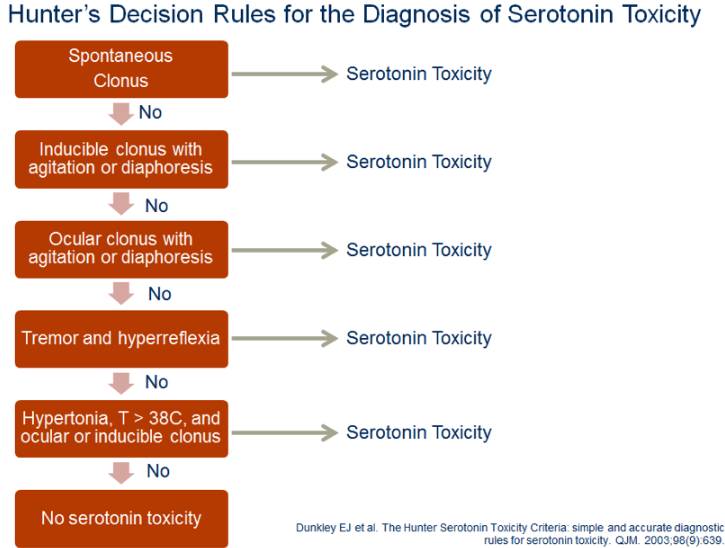 Hunter's Decision Rules for the Diagnosis of Serotonin Toxicity
Spontaneous
Clonus
Serotonin Toxicity
No
Inducible clonus with
agitation or diaphoresis
Serotonin Toxicity
No
Ocular clonus with
agitation or diaphoresis
Serotonin Toxicity
No
Tremor and hyperreflexia
Serotonin Toxicity
No
Hypertonia, T > 38C, and
ocular or inducible clonus
Serotonin Toxicity
No
No serotonin toxicity
Dunkley EJ et al. The Hunter Serotonin Toxicity Criteria: simple and accurate diagnostic
rules for serotonin toxicity. QJM. 2003;98(9):639.